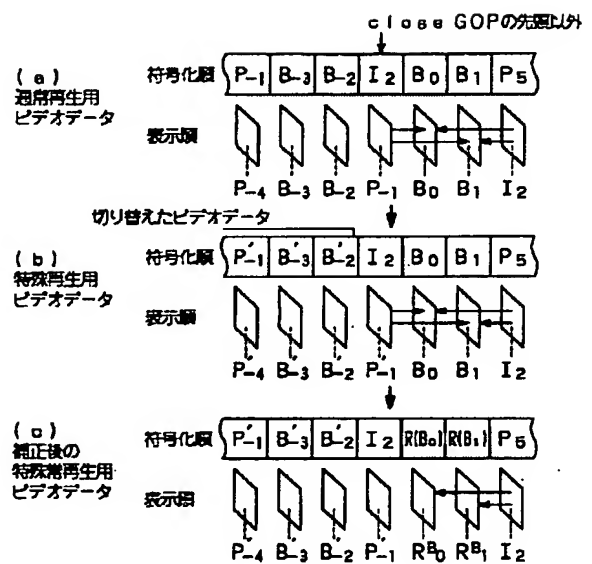 close GOPの先頭以外
(a)
通常再生用
ビデオデータ
符号化順 P-1 B-3 B-2 I2 B0 B1 P5
表示順
P-4 B-3 B-2 P-1 B0 B1 I2
切り替えたビデオデータ
(b)
特殊再生用
ビデオデータ
符号化順 P'-1 B'-3 B'-2 I2 B0 B1 P5
表示順
P'-4 B'-3 B'-2 P'-1 B0 B1 I2
(c)
補正後の
特殊常再生用
ビデオデータ
符号化順 P'-1 B'-3 B'-2 I2 R(B0) R(B1) P5
表示順
P'-4 B'-3 B'-2 P'-1 RB0 RB1 I2